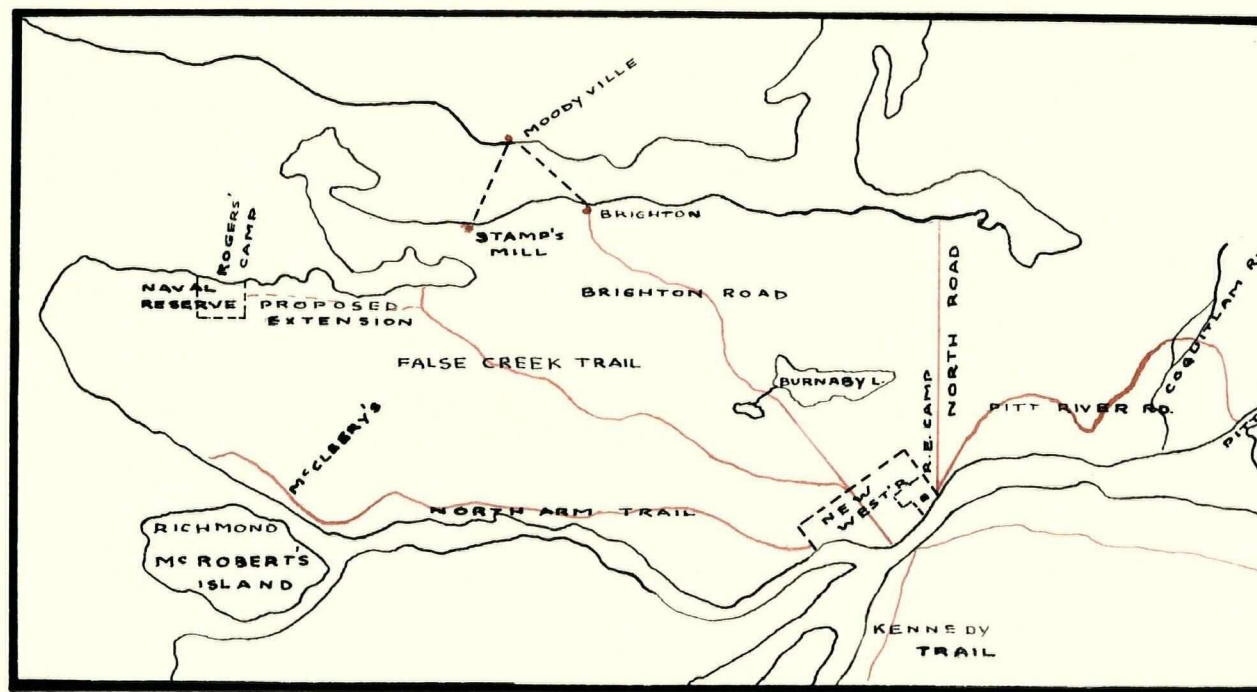 MOODYVILLE
BRIGHTON
STAMP'S
MILL
ROGERS'
CAMP
NAVAL
RESERVE
PROPOSED
EXTENSION
BRIGHTON ROAD
NORTH ROAD
COQUITLAM R.
FALSE CREEK TRAIL
BURNABY L.
R.E. CAMP
PITT RIVER RD.
PITT
McCLEERY'S
NEW
WEST'R.
NORTH ARM TRAIL
RICHMOND
McROBERT'S
ISLAND
KENNEDY
TRAIL